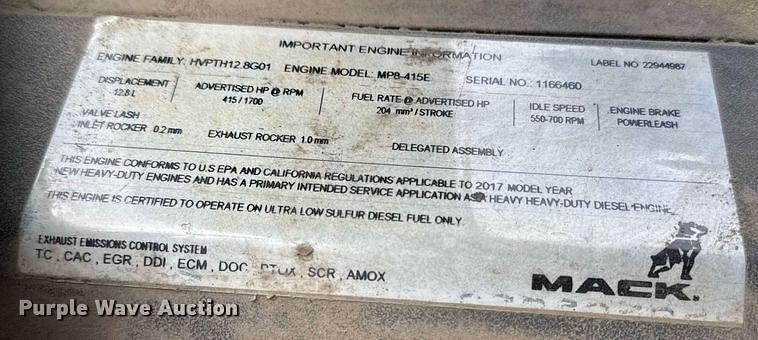 IMPORTANT ENGINE INFORMATION
LABEL NO 22944987
ENGINE FAMILY: HVPTH12.8G01 ENGINE MODEL: MP8-415E SERIAL NO.: 1166460
DISPLACEMENT ADVERTISED HP @ RPM FUEL RATE @ ADVERTISED HP IDLE SPEED ENGINE BRAKE
12.8 L 415 / 1700 204 mm³ / STROKE 550-700 RPM POWERLEASH
VALVE LASH
INLET ROCKER 0.2 mm EXHAUST ROCKER 1.0 mm DELEGATED ASSEMBLY
THIS ENGINE CONFORMS TO U.S EPA AND CALIFORNIA REGULATIONS APPLICABLE TO 2017 MODEL YEAR
NEW HEAVY-DUTY ENGINES AND HAS A PRIMARY INTENDED SERVICE APPLICATION AS A HEAVY HEAVY-DUTY DIESEL ENGINE.
THIS ENGINE IS CERTIFIED TO OPERATE ON ULTRA LOW SULFUR DIESEL FUEL ONLY
EXHAUST EMISSIONS CONTROL SYSTEM
TC , CAC , EGR , DDI , ECM , DOC , PTOX , SCR , AMOX
MACK.
Purple Wave Auction